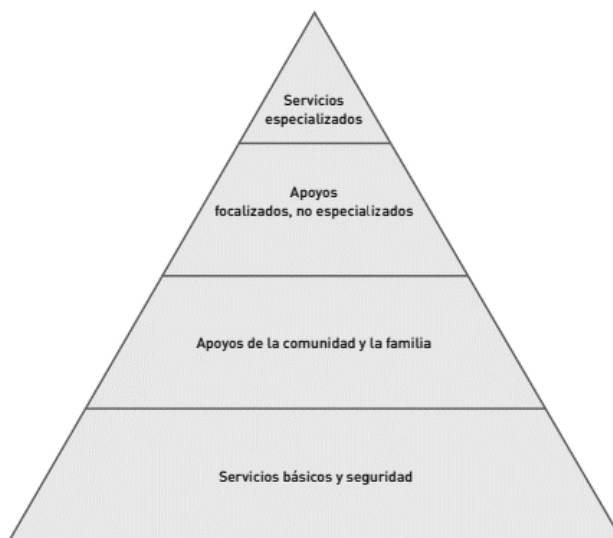 Servicios
especializados
Apoyos
focalizados, no especializados
Apoyos de la comunidad y la familia
Servicios básicos y seguridad